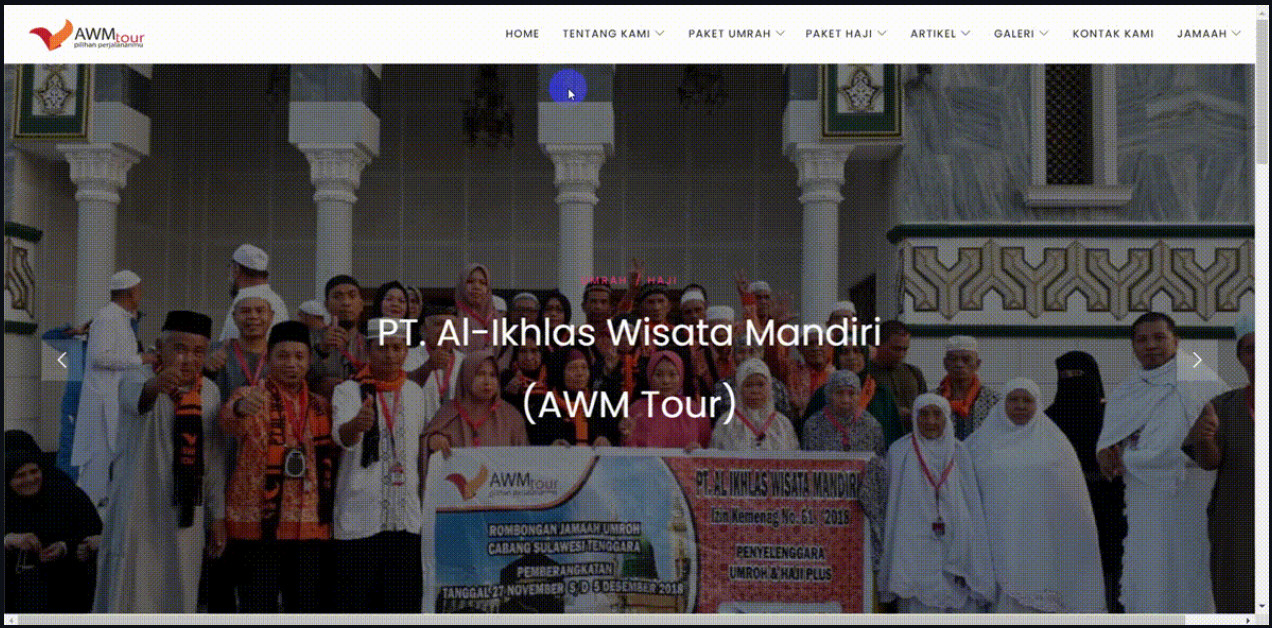 AWMtour
pilihan perjalananmu
HOME TENTANG KAMI PAKET UMRAH PAKET HAJI ARTIKEL GALERI KONTAK KAMI JAMAAH
UMRAH / HAJI
PT. Al-Ikhlas Wisata Mandiri
(AWM Tour)
AWMtour
pilihan perjalananmu
ROMBONGAN JAMAAH UMROH
CABANG SULAWESI TENGGARA
PEMBERANGKATAN
TANGGAL 27 NOVEMBER S/D 5 DESEMBER 2018
PT. AL IKHLAS WISATA MANDIRI
Izin Kemenag No. 61 / 2018
PENYELENGGARA
UMROH & HAJI PLUS